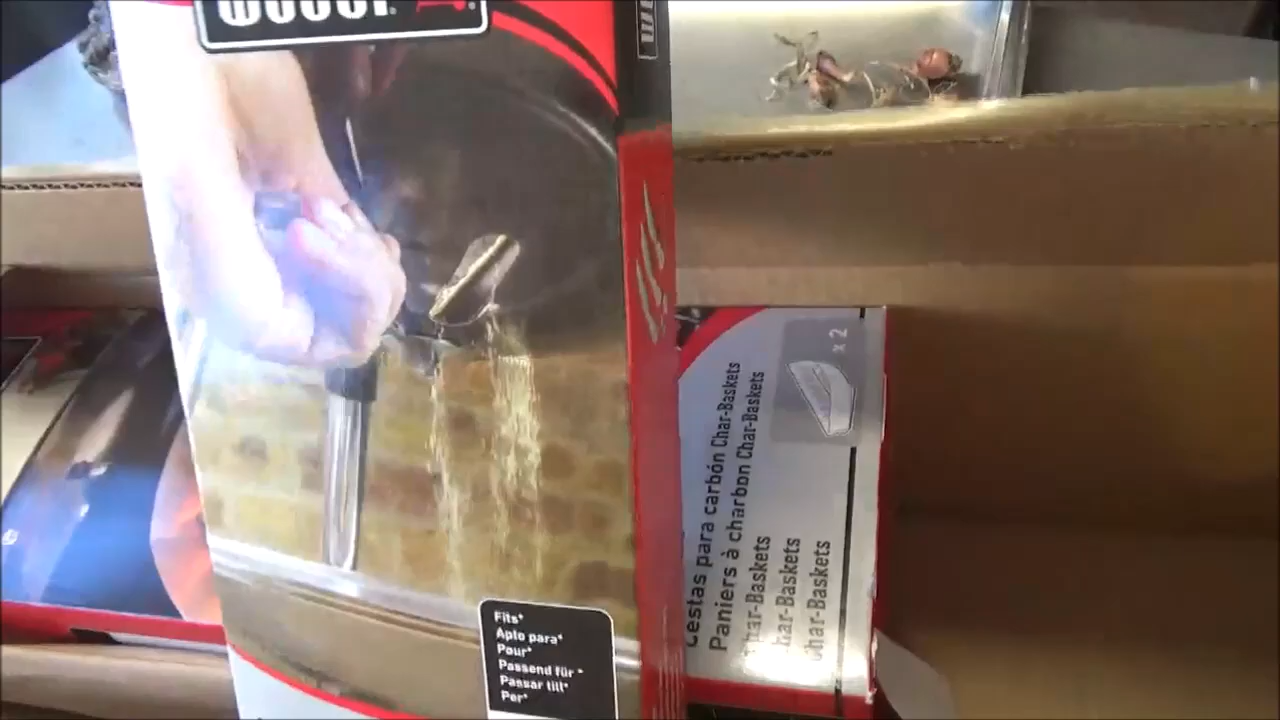 weber
Fits*
Apto para*
Pour*
Passend für *
Passar till*
Per*
x 2
Cestas para carbón Char-Baskets
Paniers à charbon Char-Baskets
Char-Baskets
Char-Baskets
Char-Baskets